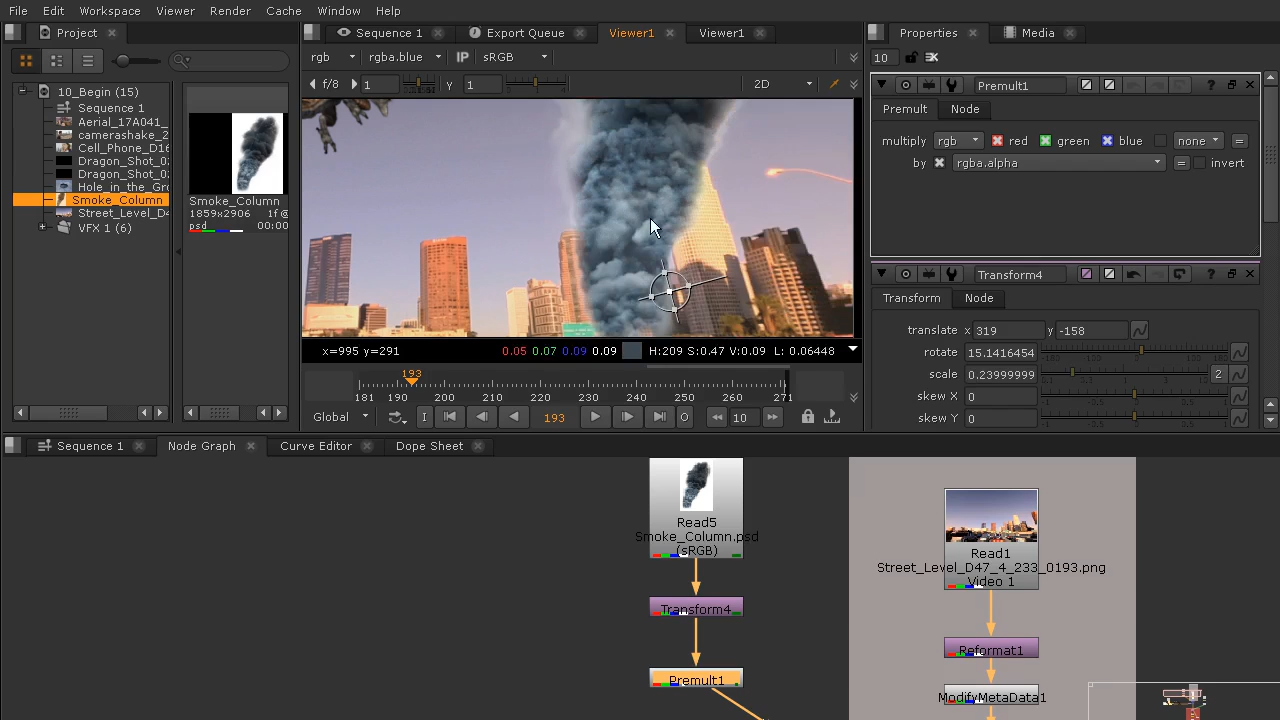 File Edit Workspace Viewer Render Cache Window Help
Project
Sequence 1 Export Queue Viewer1 Viewer1
Properties Media
rgb rgba.blue IP sRGB
10
f/8 1 y 1 2D
Premult1
10_Begin (15)
Sequence 1
Aerial_17A041_
camerashake_2
Cell_Phone_D1
Dragon_Shot_0
Dragon_Shot_0
Hole_in_the_Gr
Smoke_Column
Street_Level_D4
VFX 1 (6)
Smoke_Column
1859x2906 1f@
psd 00:00
Premult Node
multiply rgb red green blue none =
by rgba.alpha = invert
Transform4
Transform Node
translate x 319 y -158
rotate 15.1416454
scale 0.23999999 2
skew X 0
skew Y 0
x=995 y=291 0.05 0.07 0.09 0.09 H:209 S:0.47 V:0.09 L: 0.06448
193
181 190 200 210 220 230 240 250 260 271
Global I 193 O 10
Sequence 1 Node Graph Curve Editor Dope Sheet
Read5
Smoke_Column.psd
(sRGB)
Transform4
Premult1
Read1
Street_Level_D47_4_233_0193.png
Video 1
Reformat1
ModifyMetaData1